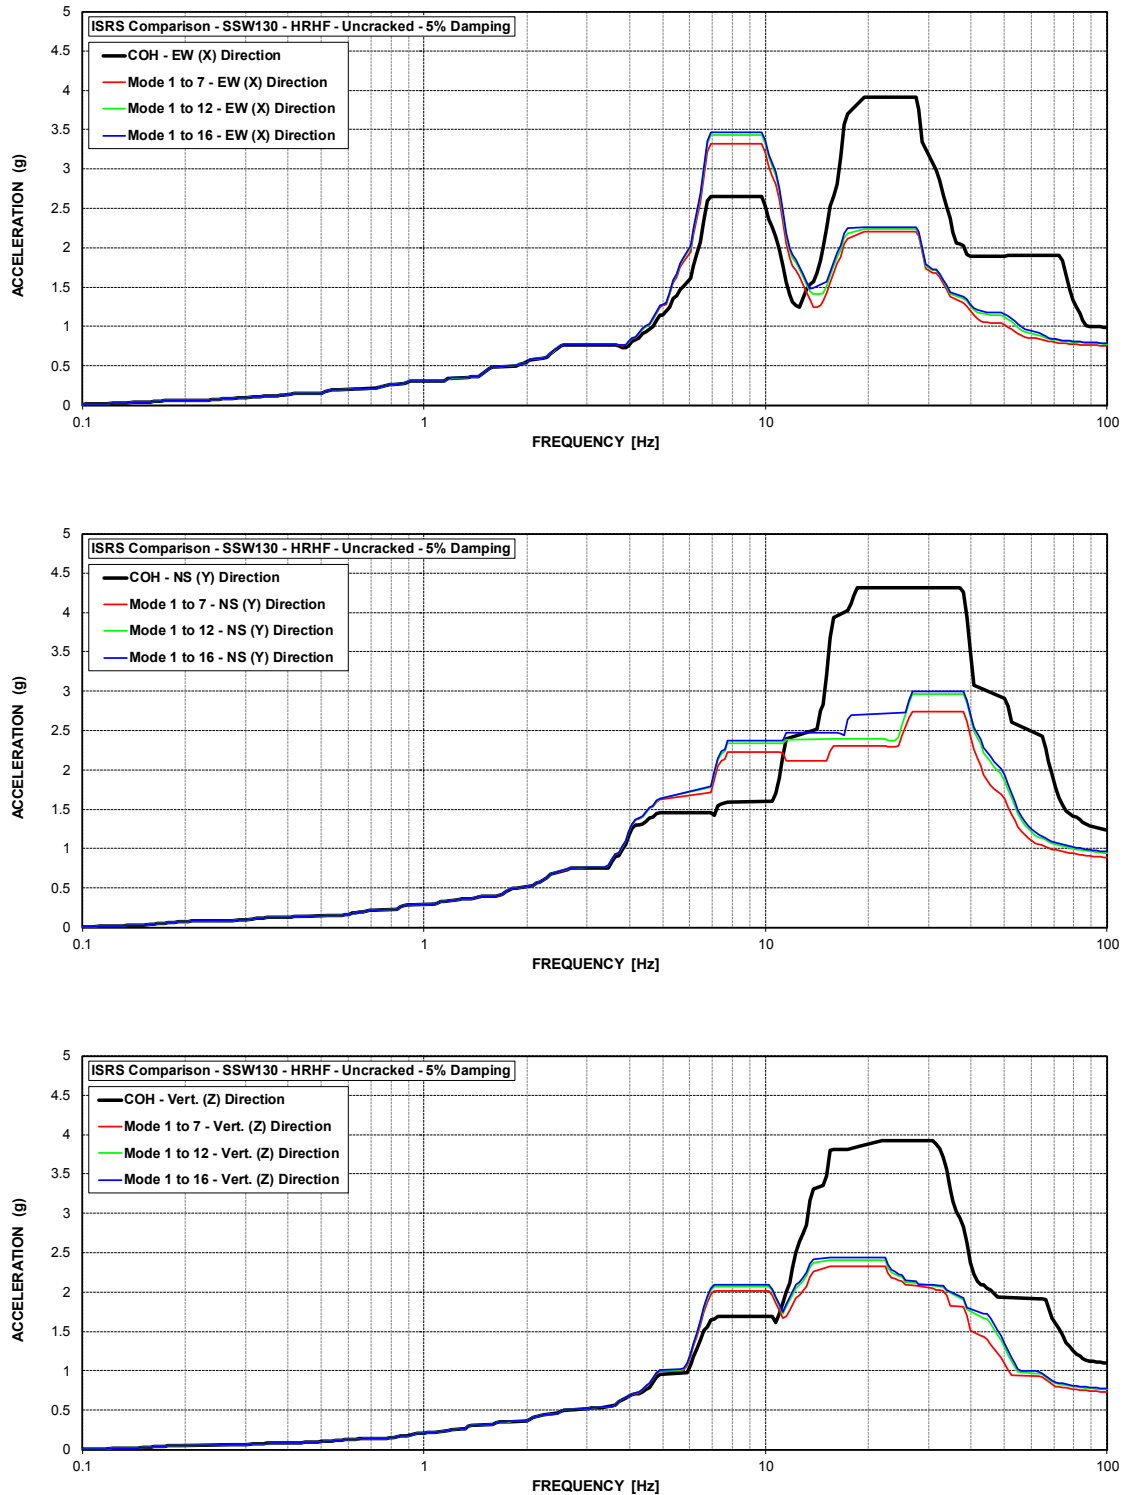 ISRS Comparison - SSW130 - HRHF - Uncracked - 5% Damping
COH - EW (X) Direction
Mode 1 to 7 - EW (X) Direction
Mode 1 to 12 - EW (X) Direction
Mode 1 to 16 - EW (X) Direction
5
4.5
4
3.5
3
2.5
2
1.5
1
0.5
0
ACCELERATION (g)
0.1 1 10 100
FREQUENCY [Hz]
ISRS Comparison - SSW130 - HRHF - Uncracked - 5% Damping
COH - NS (Y) Direction
Mode 1 to 7 - NS (Y) Direction
Mode 1 to 12 - NS (Y) Direction
Mode 1 to 16 - NS (Y) Direction
5
4.5
4
3.5
3
2.5
2
1.5
1
0.5
0
ACCELERATION (g)
0.1 1 10 100
FREQUENCY [Hz]
ISRS Comparison - SSW130 - HRHF - Uncracked - 5% Damping
COH - Vert. (Z) Direction
Mode 1 to 7 - Vert. (Z) Direction
Mode 1 to 12 - Vert. (Z) Direction
Mode 1 to 16 - Vert. (Z) Direction
5
4.5
4
3.5
3
2.5
2
1.5
1
0.5
0
ACCELERATION (g)
0.1 1 10 100
FREQUENCY [Hz]